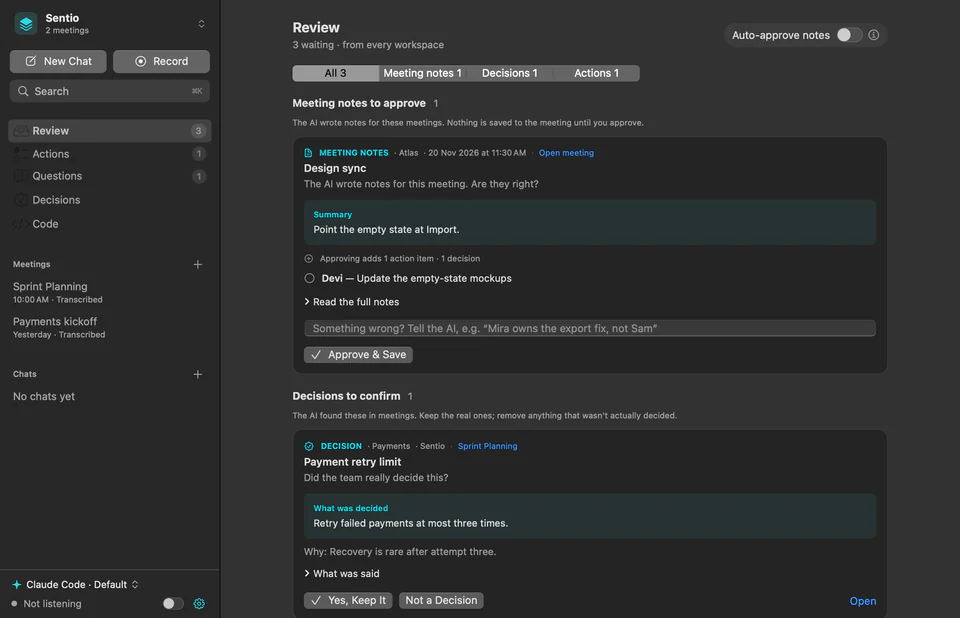 Sentio
2 meetings
New Chat
Record
Search ⌘K
Review 3
Actions 1
Questions 1
Decisions
Code
Meetings
Sprint Planning
10:00 AM · Transcribed
Payments kickoff
Yesterday · Transcribed
Chats
No chats yet
Claude Code · Default
Not listening
Review
3 waiting · from every workspace
Auto-approve notes
All 3
Meeting notes 1
Decisions 1
Actions 1
Meeting notes to approve 1
The AI wrote notes for these meetings. Nothing is saved to the meeting until you approve.
MEETING NOTES · Atlas · 20 Nov 2026 at 11:30 AM · Open meeting
Design sync
The AI wrote notes for this meeting. Are they right?
Summary
Point the empty state at Import.
Approving adds 1 action item · 1 decision
Devi — Update the empty-state mockups
Read the full notes
Something wrong? Tell the AI, e.g. “Mira owns the export fix, not Sam”
Approve & Save
Decisions to confirm 1
The AI found these in meetings. Keep the real ones; remove anything that wasn't actually decided.
DECISION · Payments · Sentio · Sprint Planning
Payment retry limit
Did the team really decide this?
What was decided
Retry failed payments at most three times.
Why: Recovery is rare after attempt three.
What was said
Yes, Keep It
Not a Decision
Open